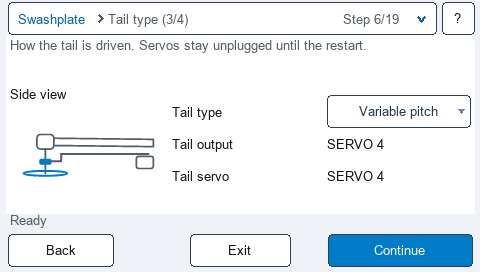 Swashplate > Tail type (3/4) Step 6/19 ?
How the tail is driven. Servos stay unplugged until the restart.
Side view
Tail type Variable pitch
Tail output SERVO 4
Tail servo SERVO 4
Ready
Back Exit Continue